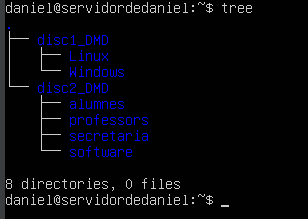 daniel@servidordedaniel:~$ tree
.
├── disc1_DMD
│   ├── Linux
│   └── Windows
└── disc2_DMD
    ├── alumnes
    ├── professors
    ├── secretaria
    └── software

8 directories, 0 files
daniel@servidordedaniel:~$ _